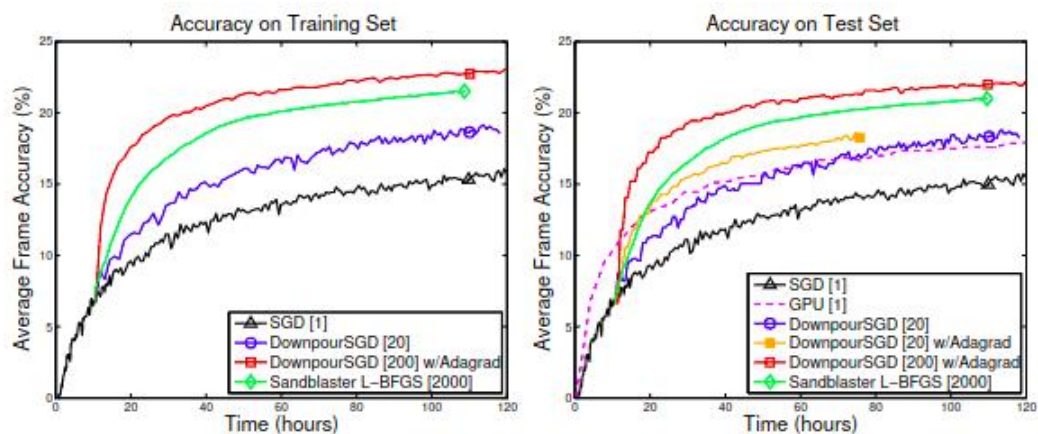 Accuracy on Training Set
Average Frame Accuracy (%)
25
20
15
10
5
0
0 20 40 60 80 100 120
Time (hours)
SGD [1]
DownpourSGD [20]
DownpourSGD [200] w/Adagrad
Sandblaster L−BFGS [2000]
Accuracy on Test Set
Average Frame Accuracy (%)
25
20
15
10
5
0
0 20 40 60 80 100 120
Time (hours)
SGD [1]
GPU [1]
DownpourSGD [20]
DownpourSGD [20] w/Adagrad
DownpourSGD [200] w/Adagrad
Sandblaster L−BFGS [2000]